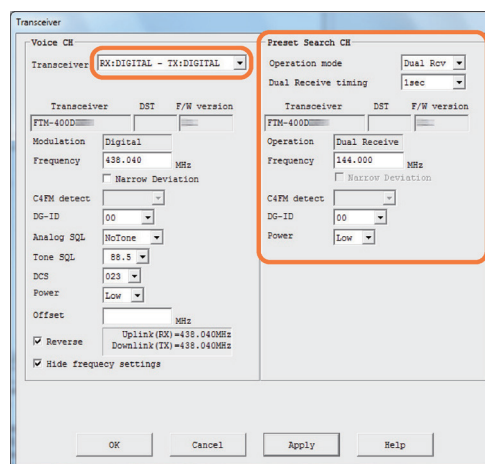 Transceiver
Voice CH
Transceiver RX:DIGITAL - TX:DIGITAL
Transceiver DST F/W version
FTM-400D
Modulation Digital
Frequency 438.040 MHz
Narrow Deviation
C4FM detect
DG-ID 00
Analog SQL NoTone
Tone SQL 88.5
DCS 023
Power Low
Offset MHz
Reverse Uplink(RX)=438.040MHz
Downlink(TX)=438.040MHz
Hide frequecy settings
Preset Search CH
Operation mode Dual Rcv
Dual Receive timing 1sec
Transceiver DST F/W version
FTM-400D
Operation Dual Receive
Frequency 144.000 MHz
Narrow Deviation
C4FM detect
DG-ID 00
Power Low
OK Cancel Apply Help